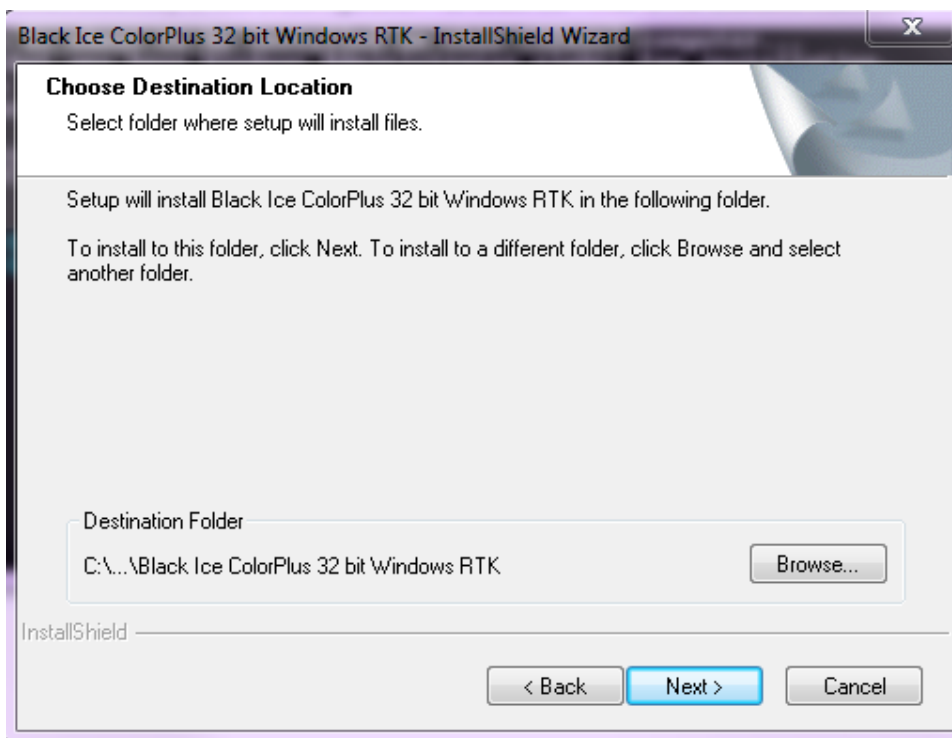 Black Ice ColorPlus 32 bit Windows RTK - InstallShield Wizard
Choose Destination Location
Select folder where setup will install files.
Setup will install Black Ice ColorPlus 32 bit Windows RTK in the following folder.
To install to this folder, click Next. To install to a different folder, click Browse and select
another folder.
Destination Folder
C:\...\Black Ice ColorPlus 32 bit Windows RTK
Browse...
InstallShield
< Back
Next >
Cancel